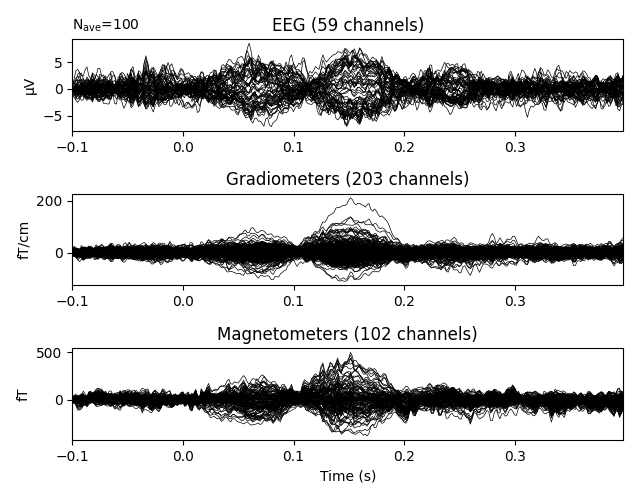 N_ave=100
EEG (59 channels)
µV
5
0
−5
−0.1 0.0 0.1 0.2 0.3
Gradiometers (203 channels)
fT/cm
200
0
−0.1 0.0 0.1 0.2 0.3
Magnetometers (102 channels)
fT
500
0
−0.1 0.0 0.1 0.2 0.3
Time (s)